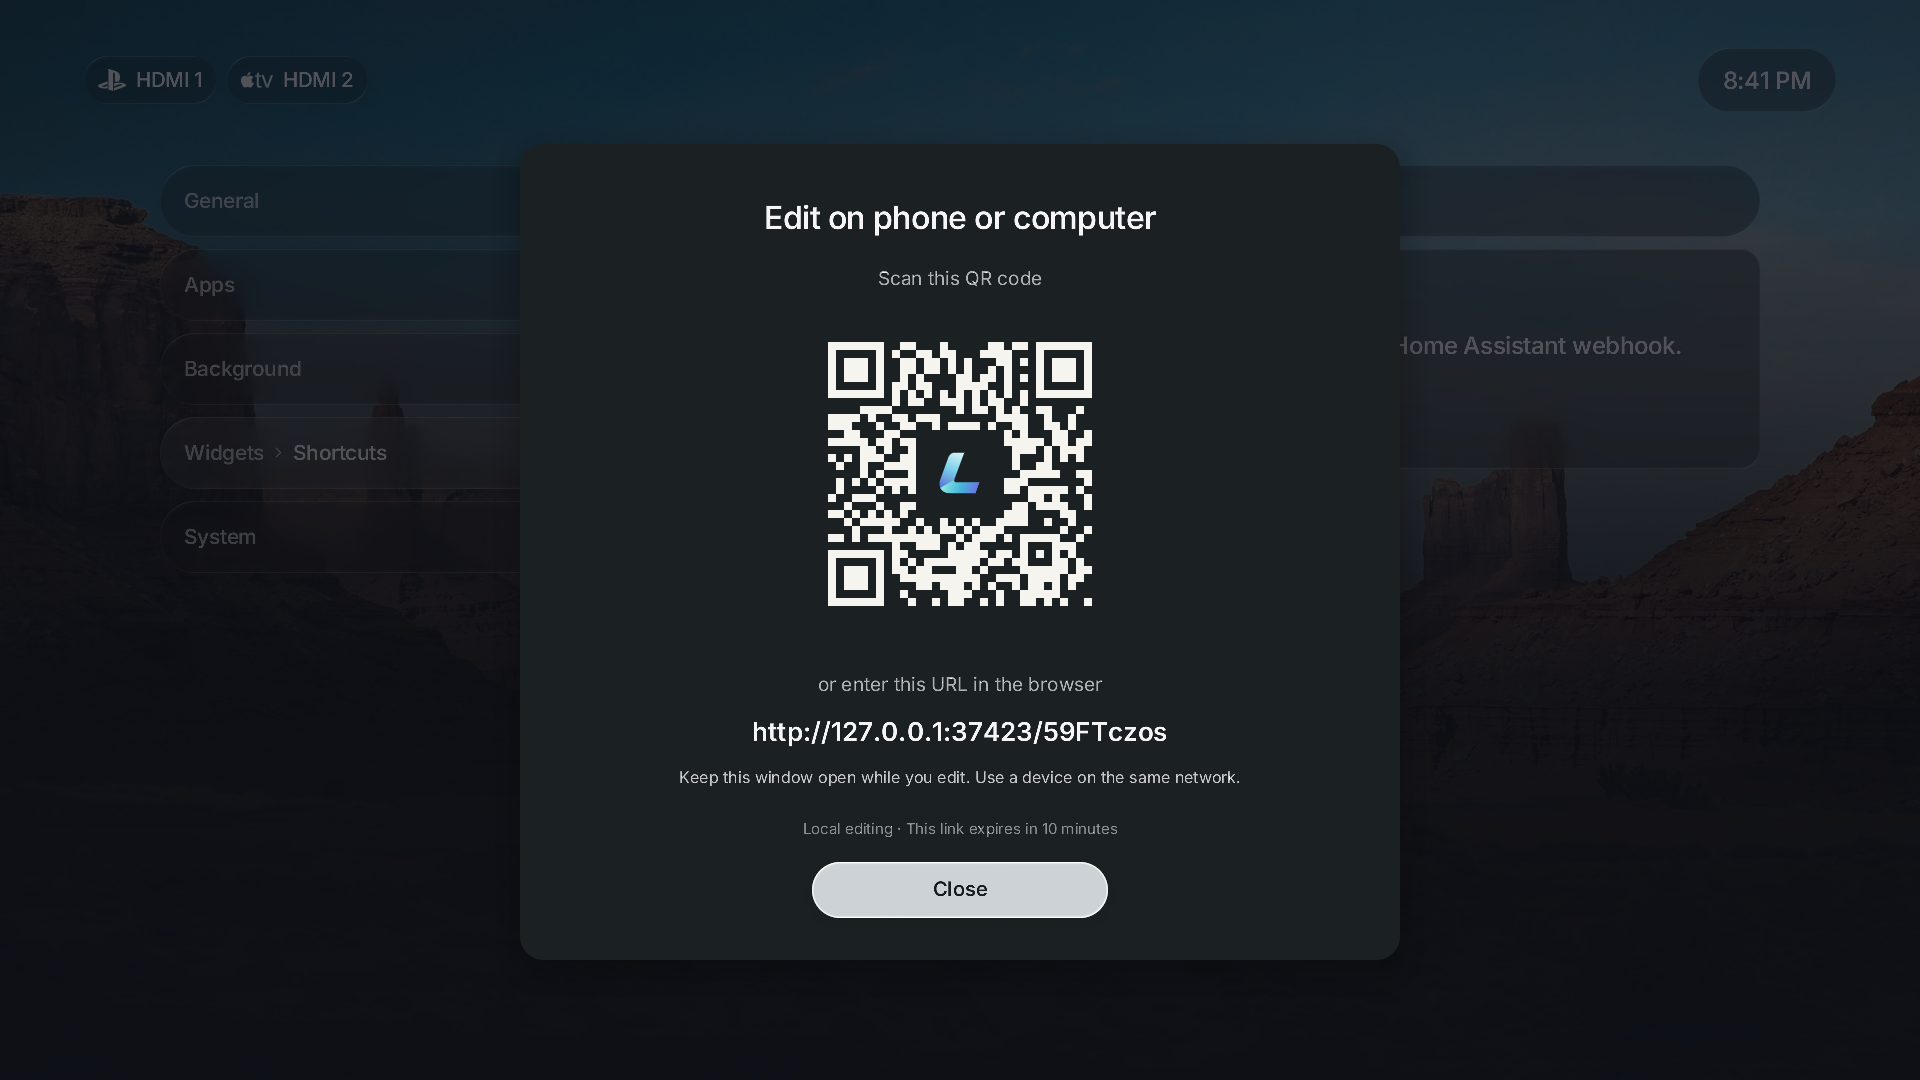 HDMI 1
tv HDMI 2
8:41 PM
General
Apps
Background
Widgets › Shortcuts
System
Home Assistant webhook.
Edit on phone or computer
Scan this QR code
or enter this URL in the browser
http://127.0.0.1:37423/59FTczos
Keep this window open while you edit. Use a device on the same network.
Local editing · This link expires in 10 minutes
Close